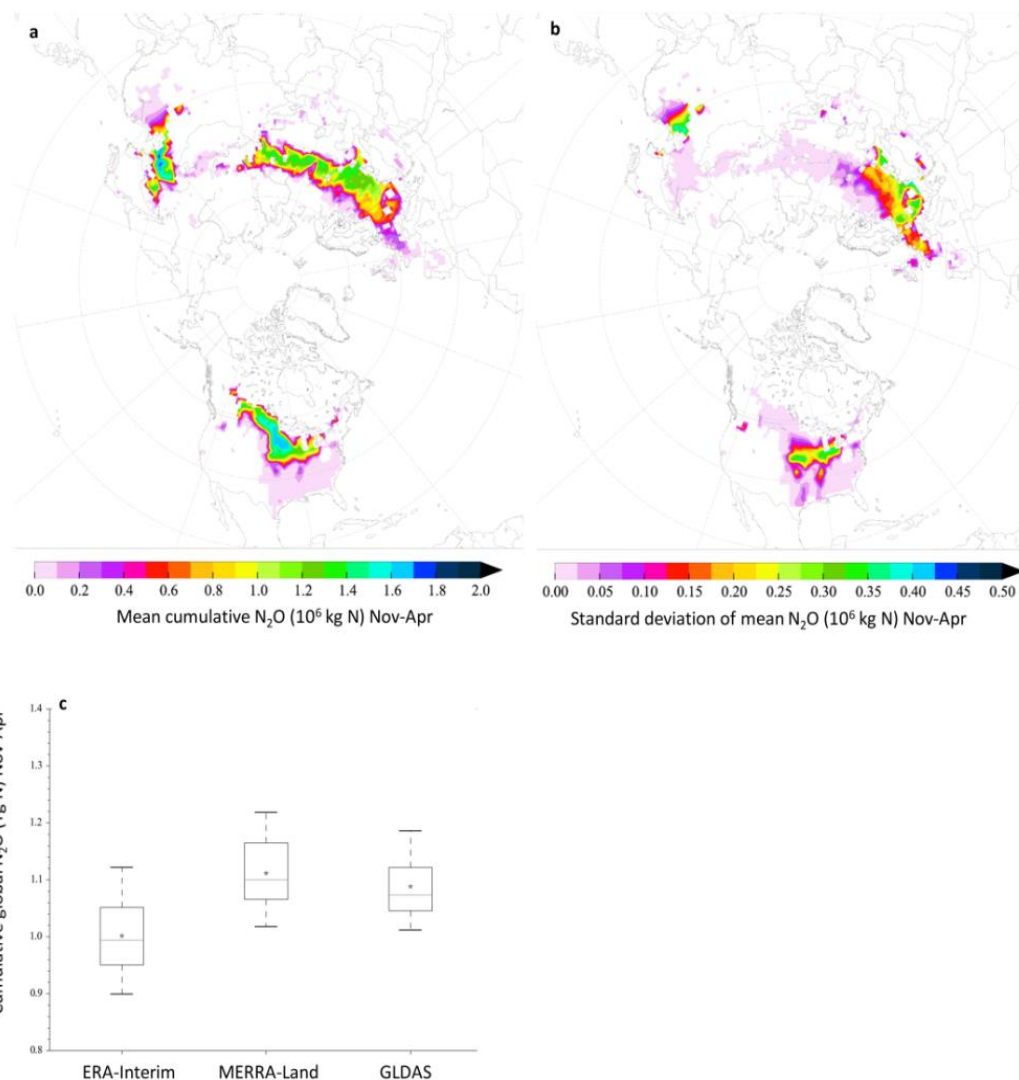 a
b
0.0 0.2 0.4 0.6 0.8 1.0 1.2 1.4 1.6 1.8 2.0
Mean cumulative N₂O (10⁶ kg N) Nov-Apr
0.00 0.05 0.10 0.15 0.20 0.25 0.30 0.35 0.40 0.45 0.50
Standard deviation of mean N₂O (10⁶ kg N) Nov-Apr
c
1.4
1.3
1.2
1.1
1.0
0.9
0.8
ERA-Interim MERRA-Land GLDAS